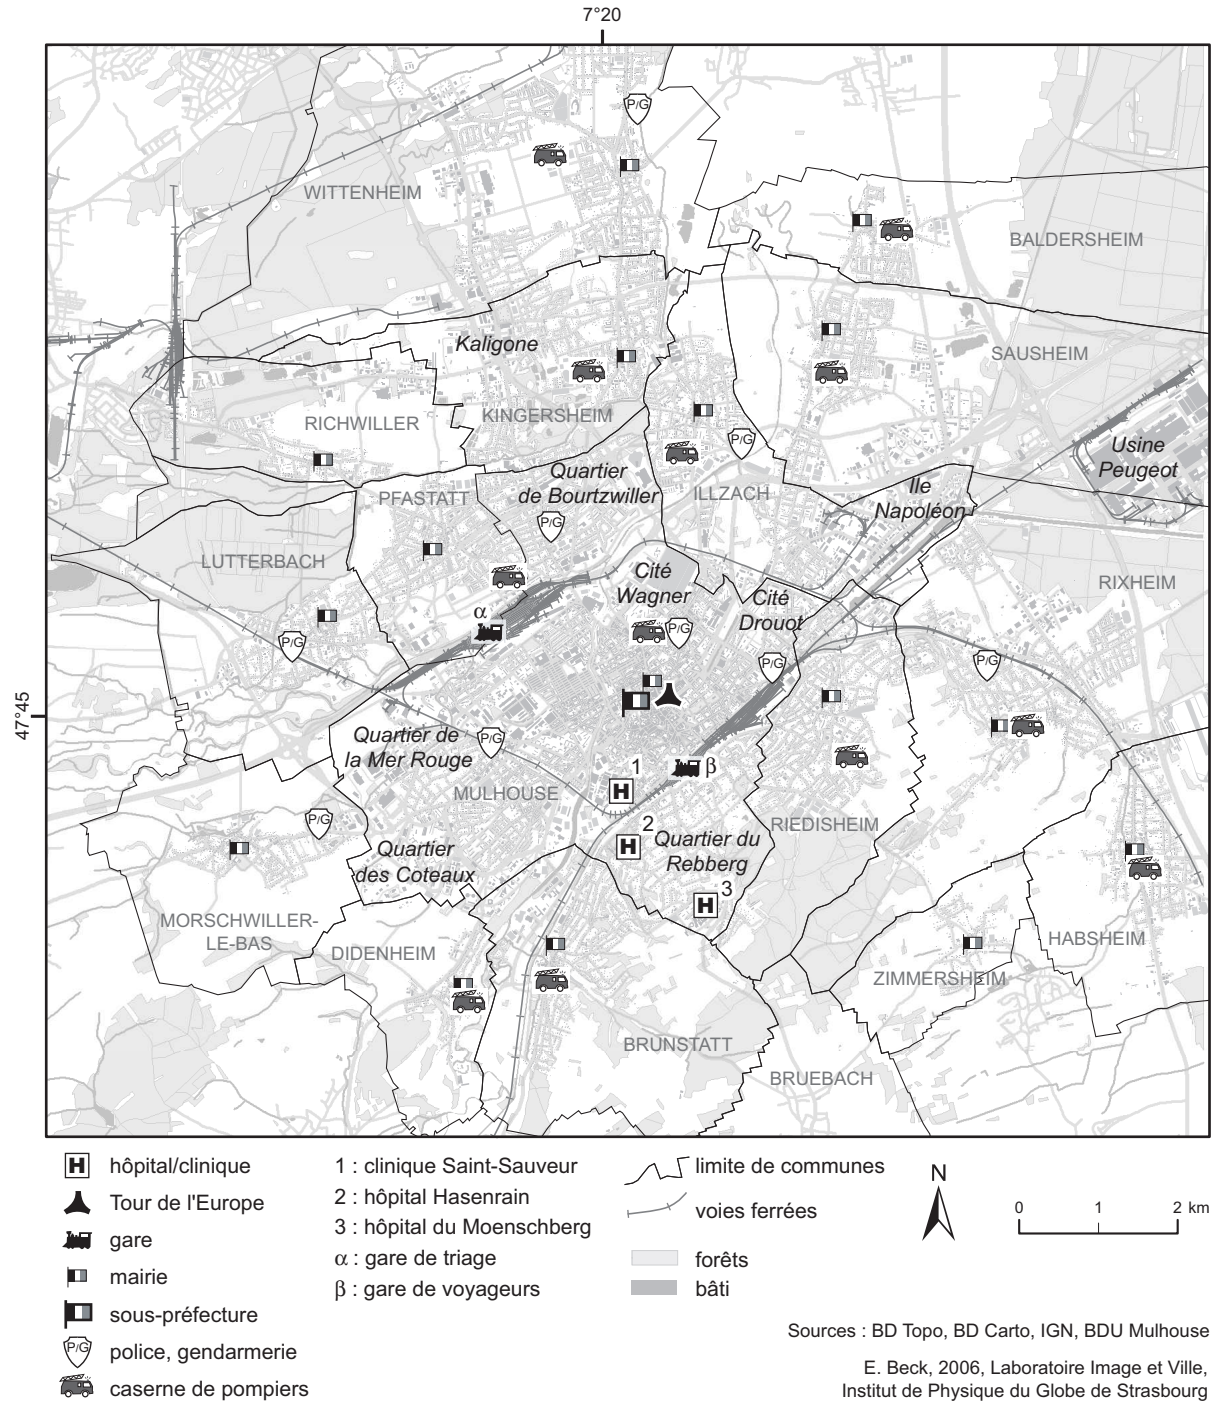 7°20
P/G
WITTENHEIM
BALDERSHEIM
Kaligone
SAUSHEIM
KINGERSHEIM
RICHWILLER
P/G
Usine
Peugeot
Quartier
de Bourtzwiller
PFASTATT
ILLZACH
Ile
Napoléon
P/G
LUTTERBACH
Cité
Wagner
RIXHEIM
Cité
Drouot
α
P/G
P/G
P/G
P/G
47°45
Quartier de
la Mer Rouge
P/G
β
1
MULHOUSE
H
P/G
2
RIEDISHEIM
H
Quartier du
Rebberg
Quartier
des Coteaux
3
H
MORSCHWILLER-
LE-BAS
DIDENHEIM
HABSHEIM
ZIMMERSHEIM
BRUNSTATT
BRUEBACH
H hôpital/clinique
Tour de l'Europe
gare
mairie
sous-préfecture
P/G police, gendarmerie
caserne de pompiers
1 : clinique Saint-Sauveur
2 : hôpital Hasenrain
3 : hôpital du Moenschberg
α : gare de triage
β : gare de voyageurs
limite de communes
voies ferrées
forêts
bâti
N
0 1 2 km
Sources : BD Topo, BD Carto, IGN, BDU Mulhouse
E. Beck, 2006, Laboratoire Image et Ville,
Institut de Physique du Globe de Strasbourg